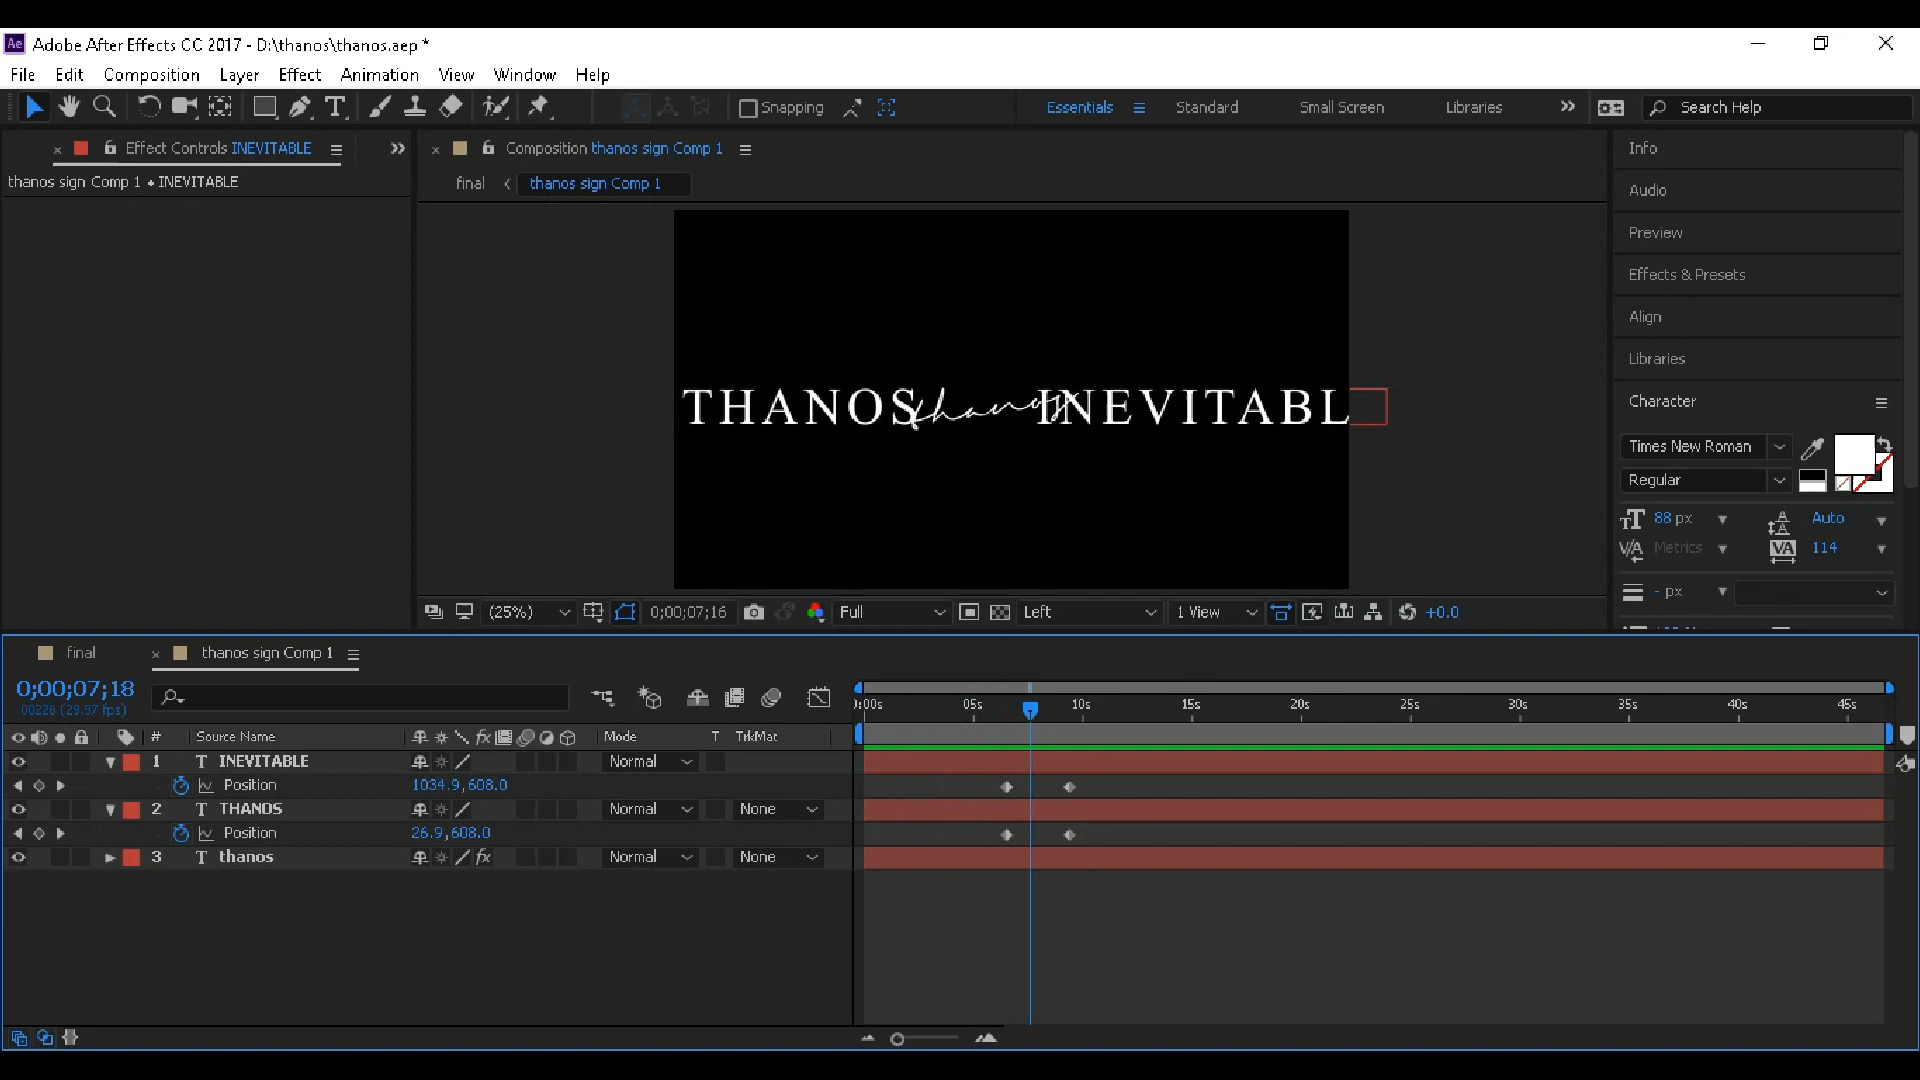 Ae Adobe After Effects CC 2017 - D:\thanos\thanos.aep *
File Edit Composition Layer Effect Animation View Window Help
Snapping Essentials Standard Small Screen Libraries Search Help
Effect Controls INEVITABLE
thanos sign Comp 1 • INEVITABLE
Composition thanos sign Comp 1
final thanos sign Comp 1
THANOS thanos INEVITABL
(25%) 0;00;07;16 Full Left 1 View +0.0
Info
Audio
Preview
Effects & Presets
Align
Libraries
Character
Times New Roman
Regular
88 px Auto
Metrics 114
- px
final thanos sign Comp 1
0;00;07;18
00228 (29.97 fps)
05s 10s 15s 20s 25s 30s 35s 40s 45s
# Source Name fx Mode T TrkMat
1 T INEVITABLE Normal
Position 1034.9,608.0
2 T THANOS Normal None
Position 26.9,608.0
3 T thanos fx Normal None